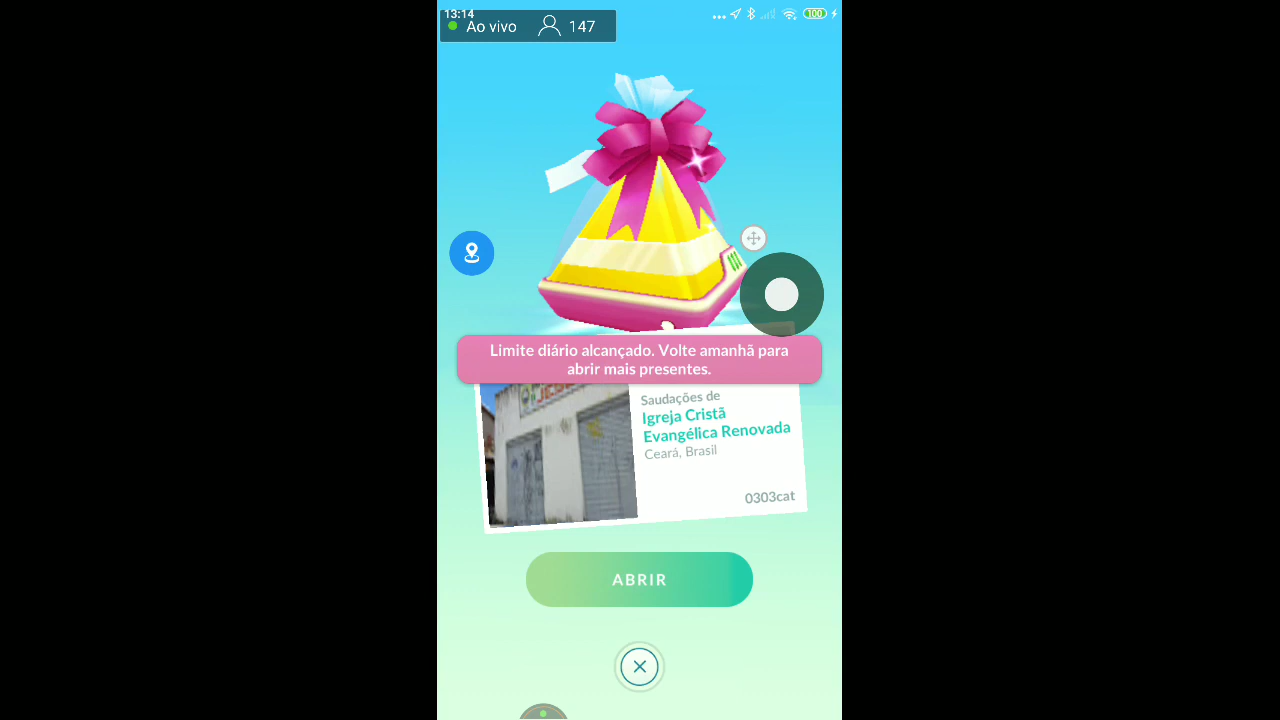 13:14
100
Ao vivo 147
Limite diário alcançado. Volte amanhã para
abrir mais presentes.
Saudações de
Igreja Cristã
Evangélica Renovada
Ceará, Brasil
0303cat
ABRIR